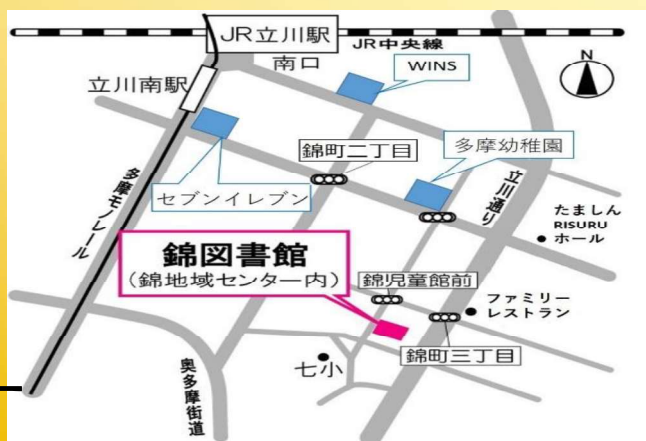 JR立川駅
南口
JR中央線
N
立川南駅
WINS
錦町二丁目
多摩幼稚園
セブンイレブン
多摩モノレール
立川通り
たましん
RISURU
ホール
錦図書館
(錦地域センター内)
錦児童館前
ファミリー
レストラン
錦町三丁目
七小
奥多摩街道